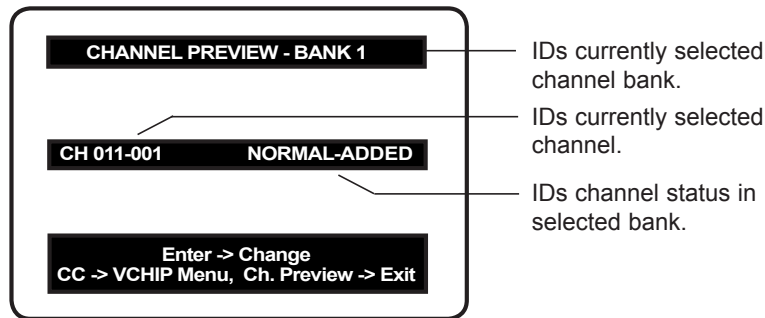 CHANNEL PREVIEW - BANK 1
IDs currently selected
channel bank.
IDs currently selected
channel.
CH 011-001 NORMAL-ADDED
IDs channel status in
selected bank.
Enter -> Change
CC -> VCHIP Menu, Ch. Preview -> Exit